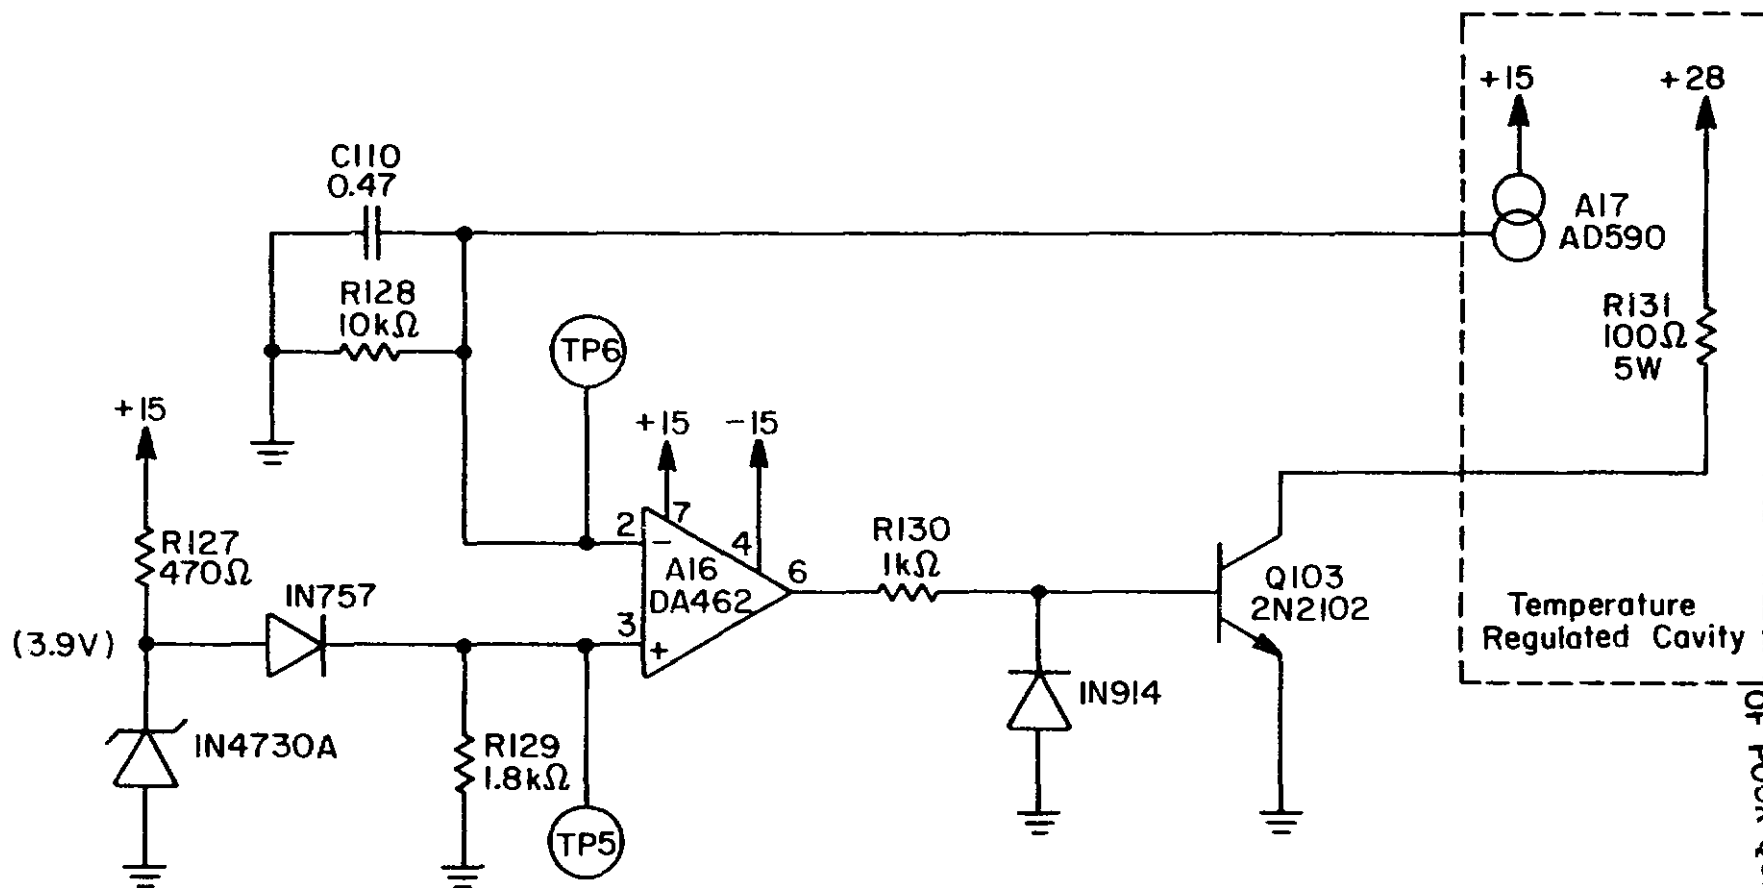 +15
+28
C110
0.47
A17
AD590
R128
10kΩ
R131
100Ω
5W
TP6
+15
+15
-15
R127
470Ω
2
7
-
4
A16
DA462
6
R130
1kΩ
IN757
Q103
2N2102
(3.9V)
3
+
Temperature
Regulated Cavity
IN914
IN4730A
R129
1.8kΩ
TP5
OF POOR